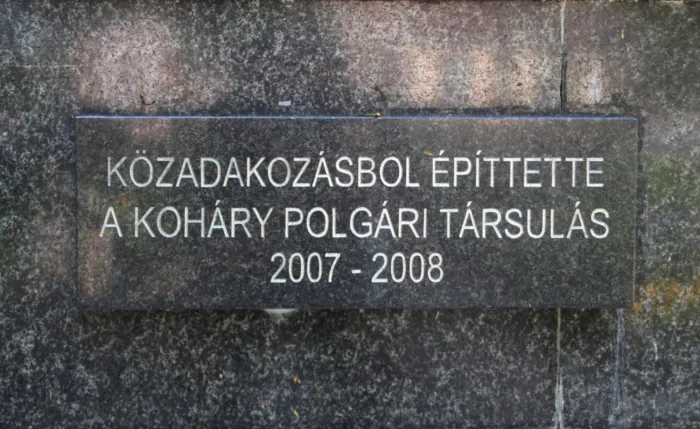 KÖZADAKOZÁSBOL ÉPÍTTETTE
A KOHÁRY POLGÁRI TÁRSULÁS
2007 - 2008